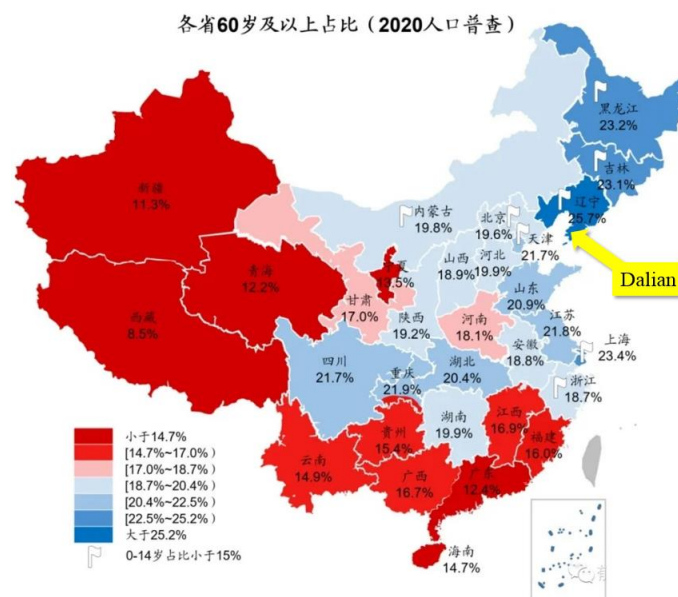 各省60岁及以上占比（2020人口普查）
黑龙江
23.2%
吉林
23.1%
辽宁
25.7%
内蒙古
19.8%
北京
19.6%
天津
21.7%
Dalian
新疆
11.3%
青海
12.2%
西藏
8.5%
甘肃
17.0%
宁夏
13.5%
山西
18.9%
河北
19.9%
山东
20.9%
陕西
19.2%
河南
18.1%
江苏
21.8%
安徽
18.8%
上海
23.4%
四川
21.7%
重庆
21.9%
湖北
20.4%
浙江
18.7%
湖南
19.9%
江西
16.9%
福建
16.0%
贵州
15.4%
云南
14.9%
广西
16.7%
广东
12.4%
海南
14.7%
小于14.7%
[14.7%~17.0%）
[17.0%~18.7%）
[18.7%~20.4%）
[20.4%~22.5%）
[22.5%~25.2%）
大于25.2%
0-14岁占比小于15%